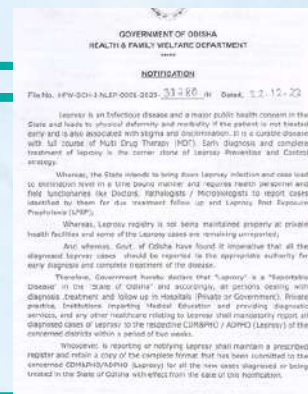 GOVERNMENT OF ODISHA
HEALTH & FAMILY WELFARE DEPARTMENT
NOTIFICATION
File No. HFW-SCH-I-NLEP-0001-2023- 31280 /H Dated, 22-12-23
Leprosy is an Infectious disease and a major public health concern in the
State and leads to physical deformity and morbidity if the patient is not treated
early and is also associated with stigma and discrimination. It is a curable disease
with full course of Multi Drug Therapy (MDT). Early diagnosis and complete
treatment of leprosy is the corner stone of Leprosy Prevention and Control
strategy.
Whereas, the State intends to bring down Leprosy infection and case load
to elimination level in a time bound manner and requires health personnel and
field functionaries like Doctors, Pathologists / Microbiologists to report cases
identified by them for due treatment follow up and Leprosy Post Exposure
Prophylaxis (LPEP);
Whereas, Leprosy registry is not being maintained properly at private
health facilities and some of the Leprosy cases are remaining unreported;
And whereas, Govt. of Odisha have found it imperative that all the
diagnosed leprosy cases should be reported to the appropriate authority for
early diagnosis and complete treatment of the disease.
Therefore, Government hereby declares that "Leprosy" is a "Reportable
Disease" in the "State of Odisha" and accordingly, all persons dealing with
diagnosis, treatment and follow up in Hospitals (Private or Government), Private
practice, Institutions imparting Medical Education and providing diagnostic
services, and any other healthcare relating to Leprosy shall mandatorily report all
diagnosed cases of Leprosy to the respective CDM&PHO / ADPHO (Leprosy) of the
concerned districts within a period of two weeks.
Whosoever is reporting or notifying Leprosy shall maintain a prescribed
register and retain a copy of the complete format that has been submitted to the
concerned CDM&PHO/ADPHO (Leprosy) for all the new cases diagnosed or being
treated in the State of Odisha with effect from the date of this Notification.